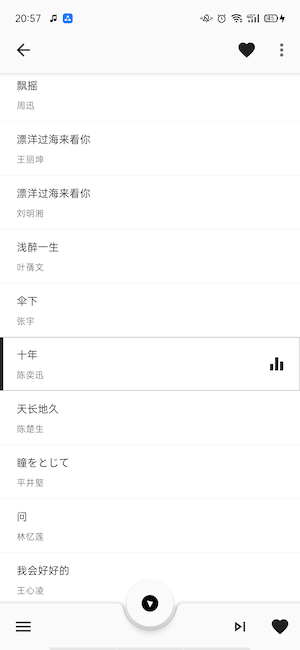 20:57
飘摇
周迅
漂洋过海来看你
王丽坤
漂洋过海来看你
刘明湘
浅醉一生
叶蒨文
伞下
张宇
十年
陈奕迅
天长地久
陈楚生
瞳をとじて
平井堅
问
林忆莲
我会好好的
王心凌